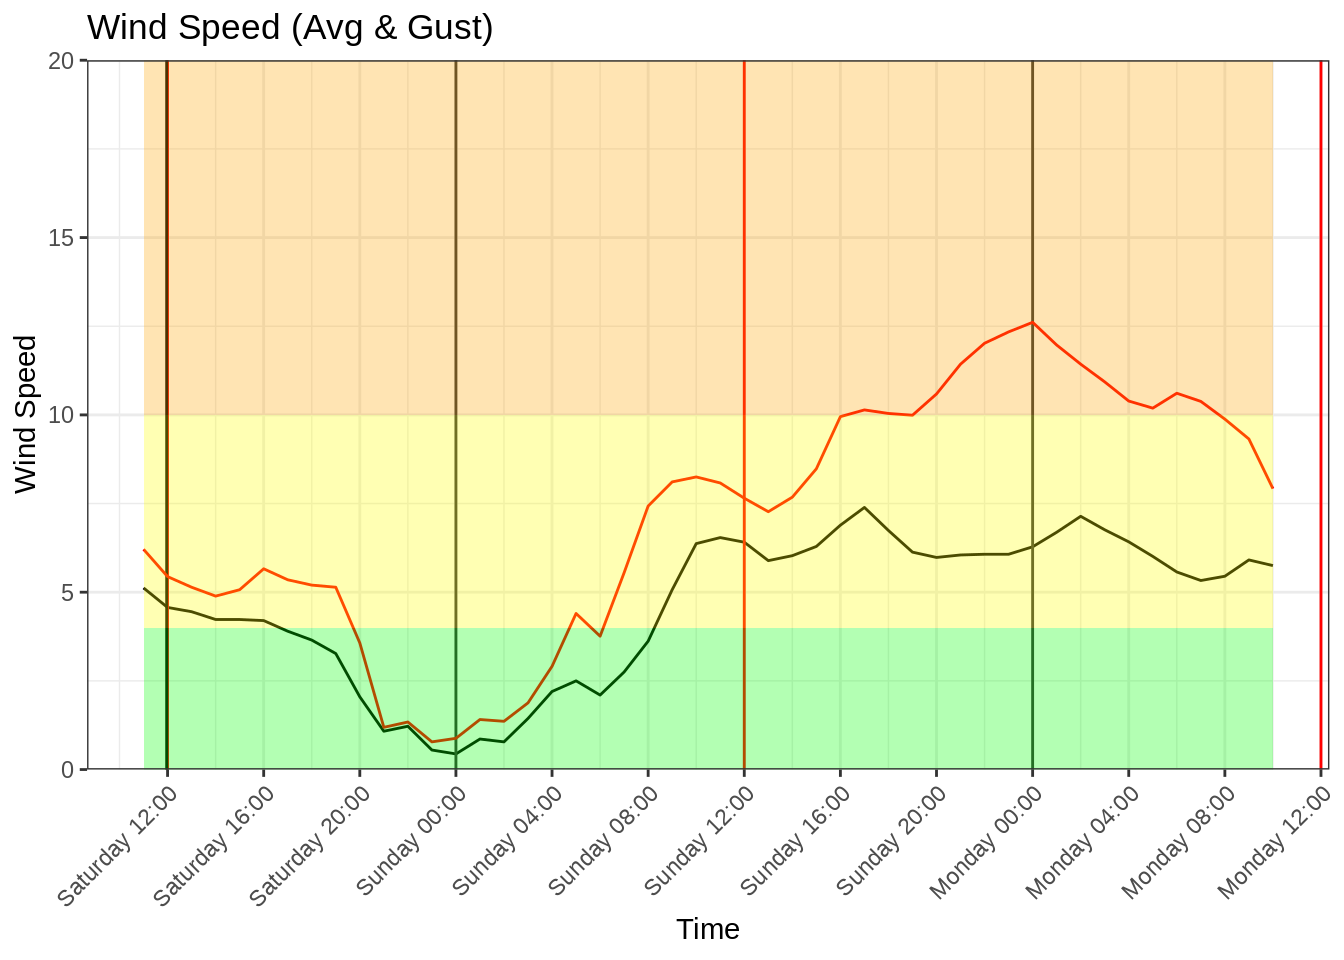 Wind Speed (Avg & Gust)
20
15
10
5
0
Wind Speed
Saturday 12:00
Saturday 16:00
Saturday 20:00
Sunday 00:00
Sunday 04:00
Sunday 08:00
Sunday 12:00
Sunday 16:00
Sunday 20:00
Monday 00:00
Monday 04:00
Monday 08:00
Monday 12:00
Time